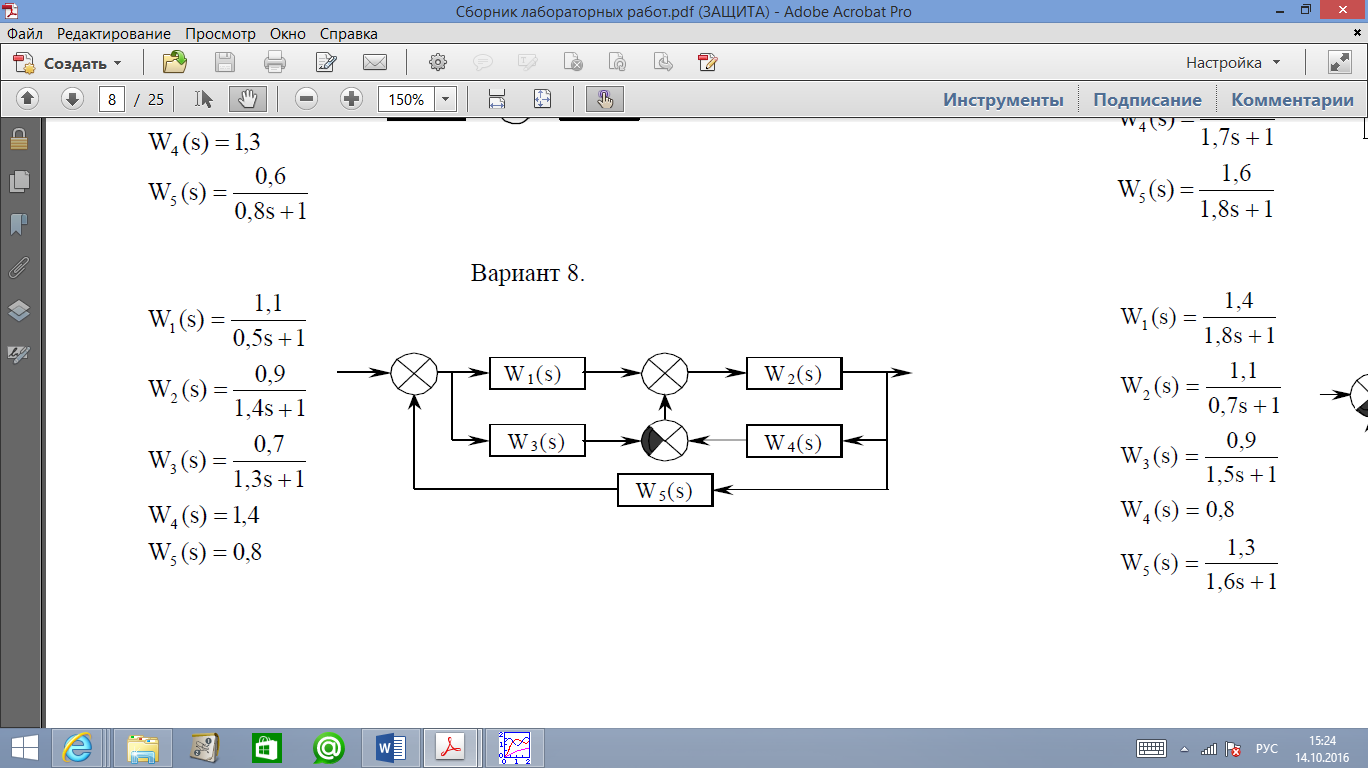 Сборник лабораторных работ.pdf (ЗАЩИТА) - Adobe Acrobat Pro
Файл Редактирование Просмотр Окно Справка
Создать Настройка
8 / 25 150% Инструменты Подписание Комментарии
W4(s) = 1,3
W5(s) = 0,6 / 0,8s + 1
W4(s) = / 1,7s + 1
W5(s) = 1,6 / 1,8s + 1
Вариант 8.
W1(s) = 1,1 / 0,5s + 1
W2(s) = 0,9 / 1,4s + 1
W3(s) = 0,7 / 1,3s + 1
W4(s) = 1,4
W5(s) = 0,8
W1(s) W2(s)
W3(s) W4(s)
W5(s)
W1(s) = 1,4 / 1,8s + 1
W2(s) = 1,1 / 0,7s + 1
W3(s) = 0,9 / 1,5s + 1
W4(s) = 0,8
W5(s) = 1,3 / 1,6s + 1
РУС 15:24
14.10.2016